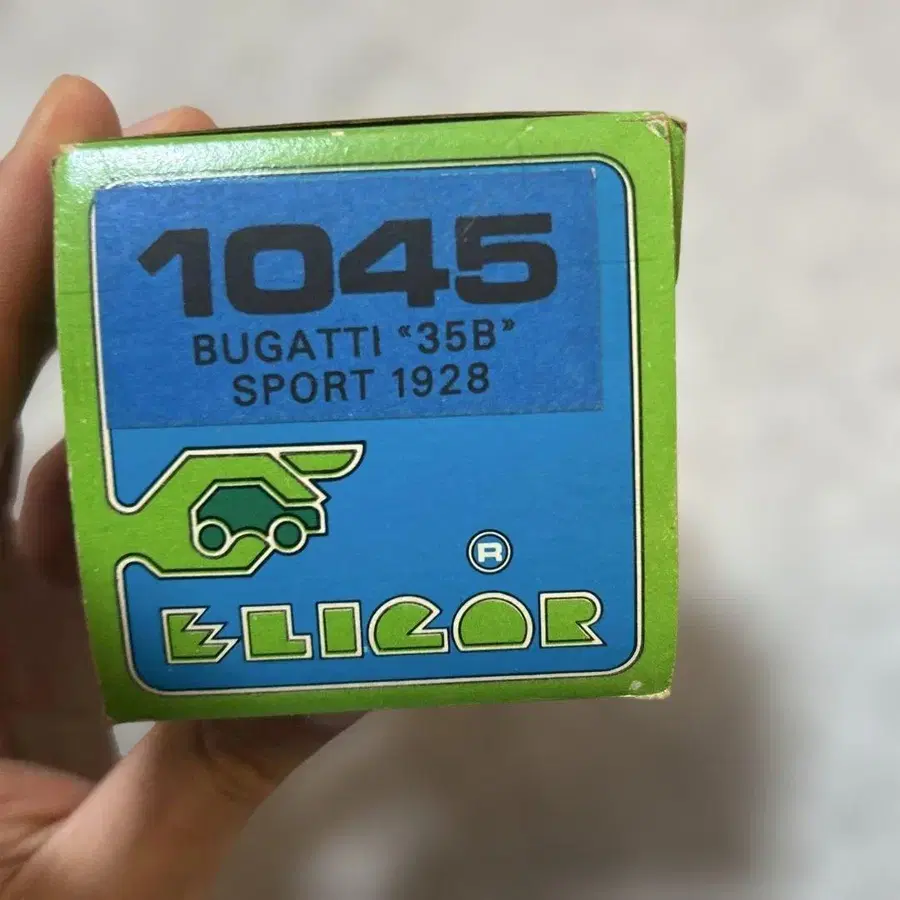 1045
BUGATTI «35B»
SPORT 1928
R
ELIGOR